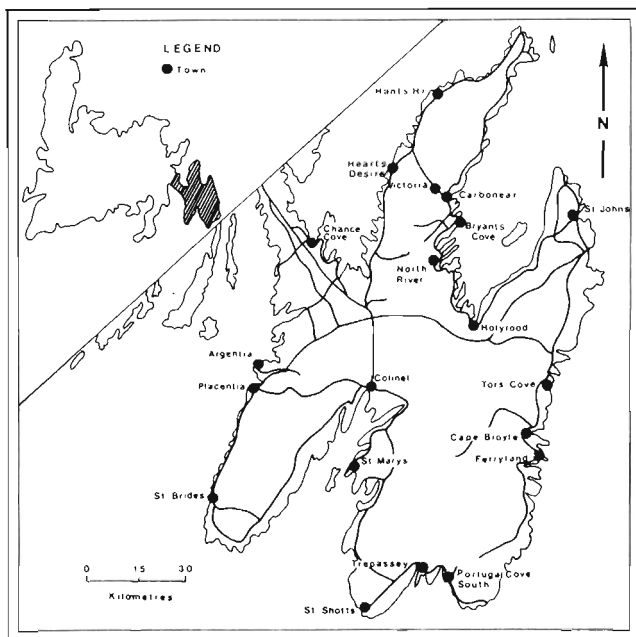 LEGEND
Town
N
Hants Hr
Hearts
Desire
Victoria
Carbonear
St Johns
Bryants
Cove
Chance
Cove
North
River
Holyrood
Argentia
Placentia
Colinet
Tors Cove
Cape Broyle
Ferryland
St Marys
St Brides
Trepassey
Portugal Cove
South
St Shotts
0 15 30
Kilometres